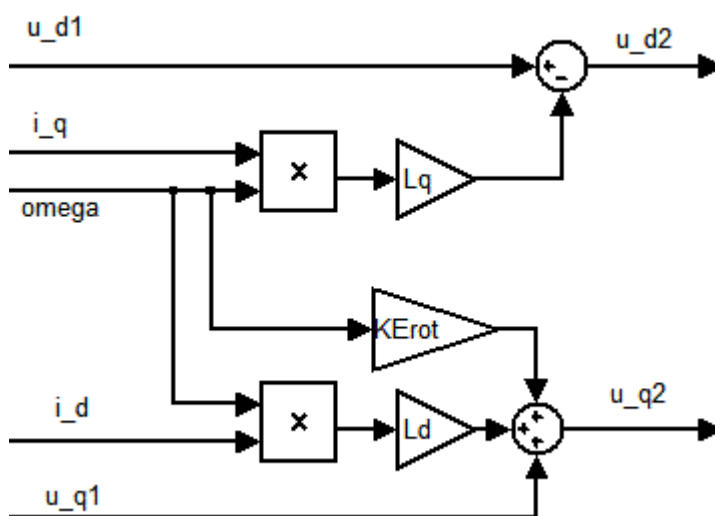 u_d1
u_d2
+
−
i_q
×
Lq
omega
KErot
i_d
×
Ld
+
+
+
u_q2
u_q1